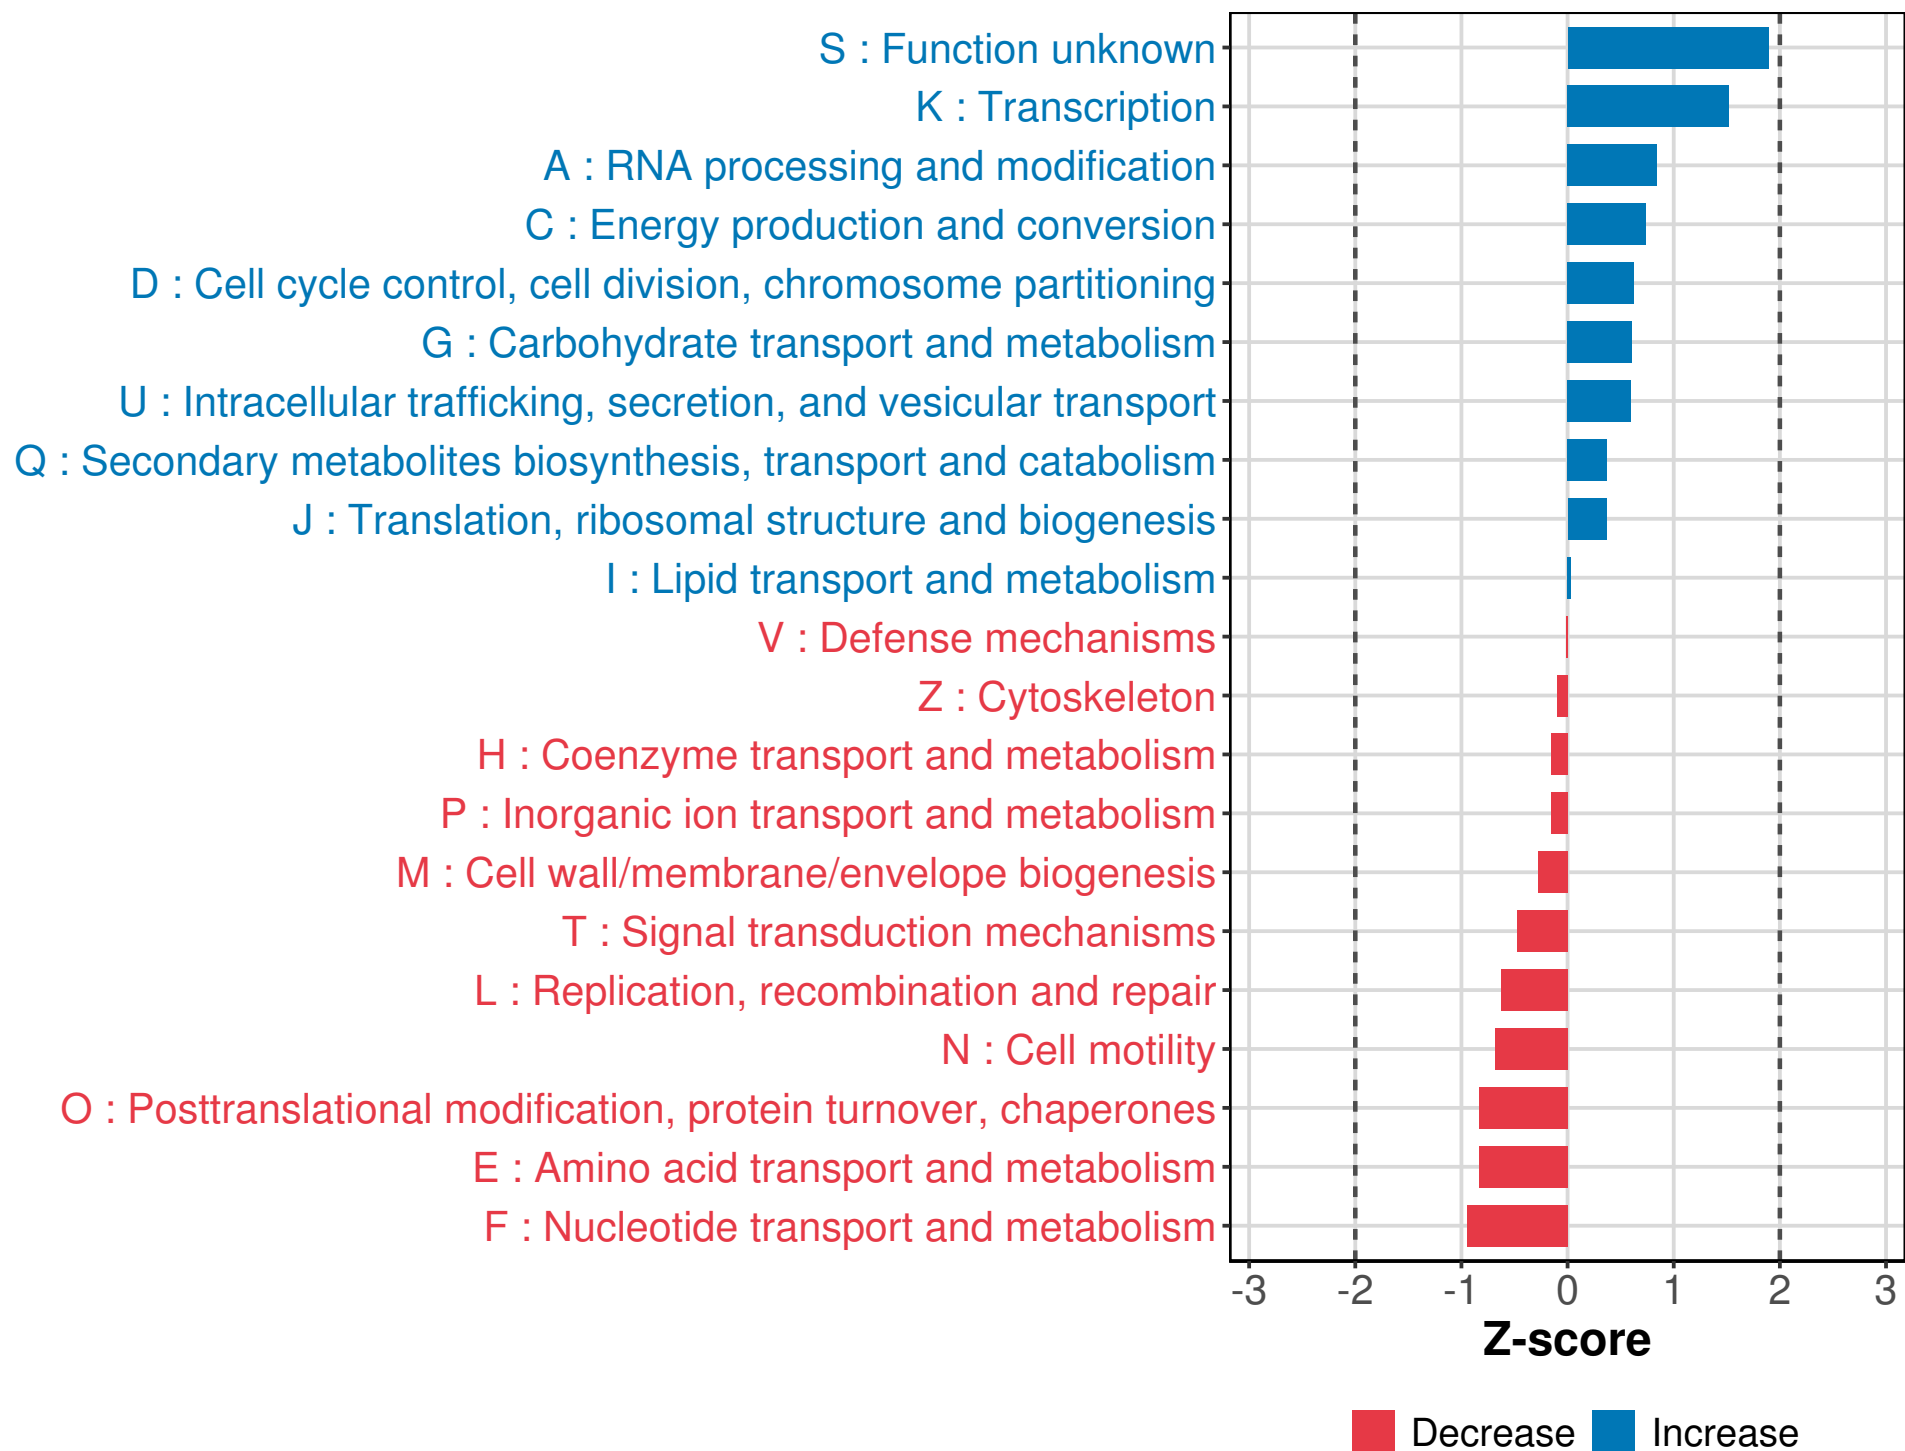 S : Function unknown
K : Transcription
A : RNA processing and modification
C : Energy production and conversion
D : Cell cycle control, cell division, chromosome partitioning
G : Carbohydrate transport and metabolism
U : Intracellular trafficking, secretion, and vesicular transport
Q : Secondary metabolites biosynthesis, transport and catabolism
J : Translation, ribosomal structure and biogenesis
I : Lipid transport and metabolism
V : Defense mechanisms
Z : Cytoskeleton
H : Coenzyme transport and metabolism
P : Inorganic ion transport and metabolism
M : Cell wall/membrane/envelope biogenesis
T : Signal transduction mechanisms
L : Replication, recombination and repair
N : Cell motility
O : Posttranslational modification, protein turnover, chaperones
E : Amino acid transport and metabolism
F : Nucleotide transport and metabolism
-3 -2 -1 0 1 2 3
Z-score
Decrease Increase